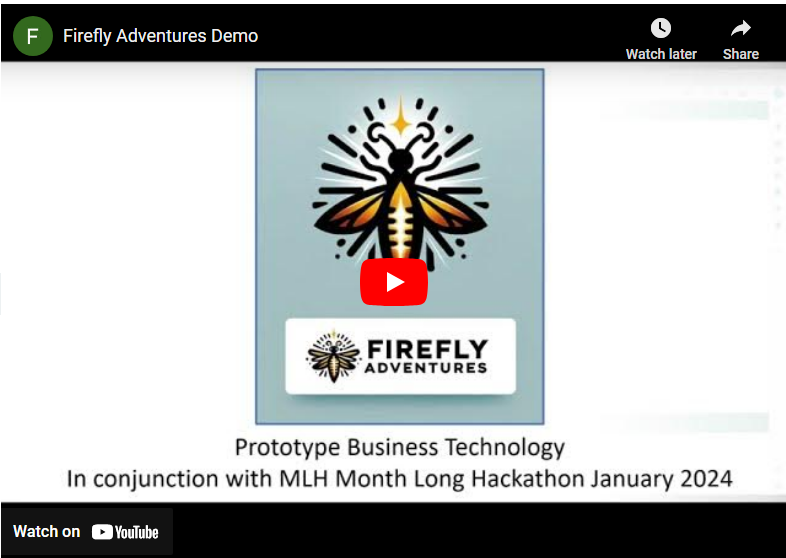 F
Firefly Adventures Demo
Watch later
Share
FIREFLY
ADVENTURES
Prototype Business Technology
In conjunction with MLH Month Long Hackathon January 2024
Watch on YouTube